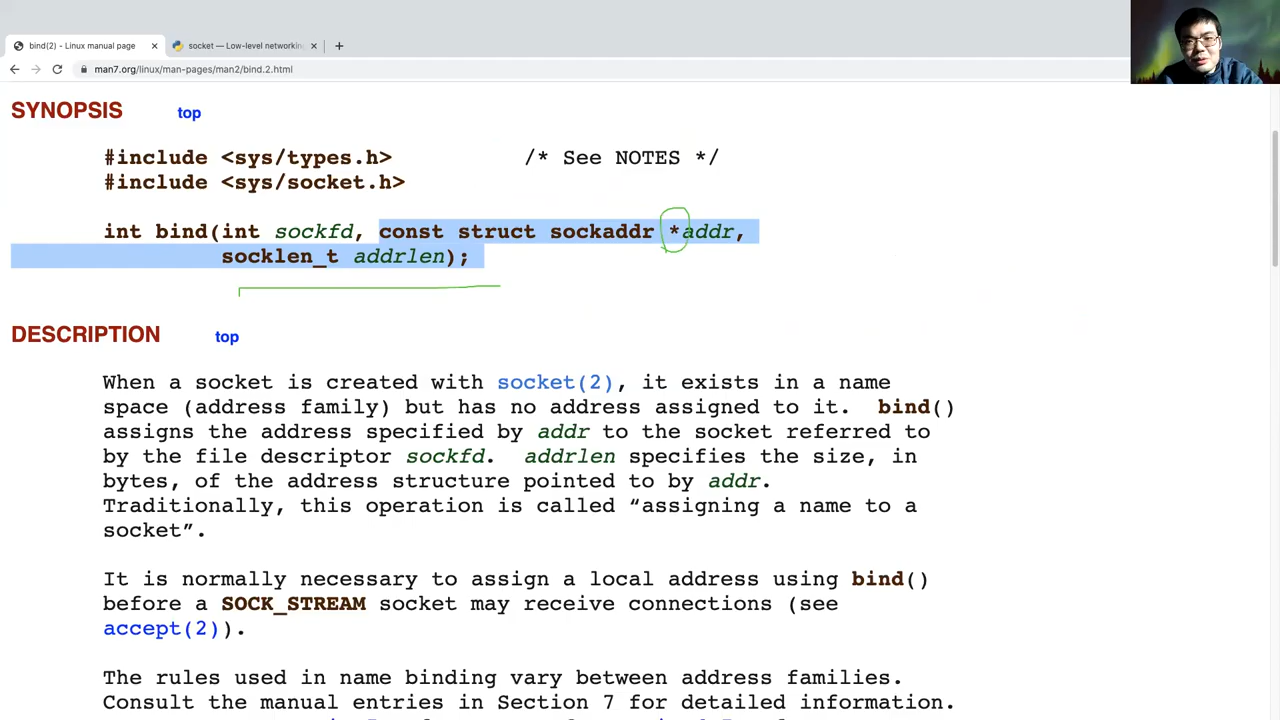 bind(2) - Linux manual page
socket — Low-level networking
man7.org/linux/man-pages/man2/bind.2.html
SYNOPSIS top
#include <sys/types.h> /* See NOTES */
#include <sys/socket.h>
int bind(int sockfd, const struct sockaddr *addr,
socklen_t addrlen);
DESCRIPTION top
When a socket is created with socket(2), it exists in a name
space (address family) but has no address assigned to it. bind()
assigns the address specified by addr to the socket referred to
by the file descriptor sockfd. addrlen specifies the size, in
bytes, of the address structure pointed to by addr.
Traditionally, this operation is called “assigning a name to a
socket”.
It is normally necessary to assign a local address using bind()
before a SOCK_STREAM socket may receive connections (see
accept(2)).
The rules used in name binding vary between address families.
Consult the manual entries in Section 7 for detailed information.